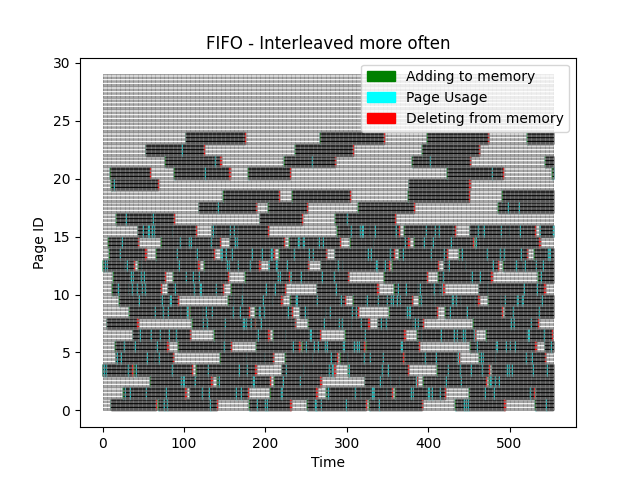 FIFO - Interleaved more often
Adding to memory
Page Usage
Deleting from memory
30
25
20
15
10
5
0
Page ID
0 100 200 300 400 500
Time